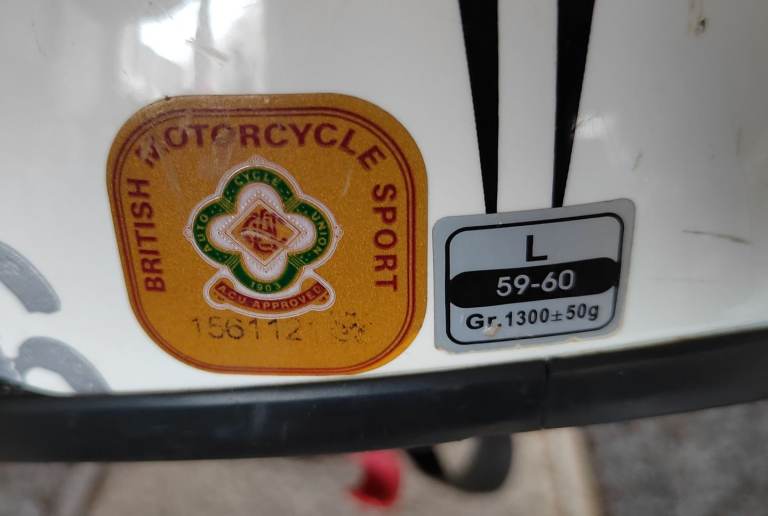 BRITISH MOTORCYCLE SPORT
AUTO CYCLE UNION
1903
ACU APPROVED
156112
L
59-60
Gr.1300±50g